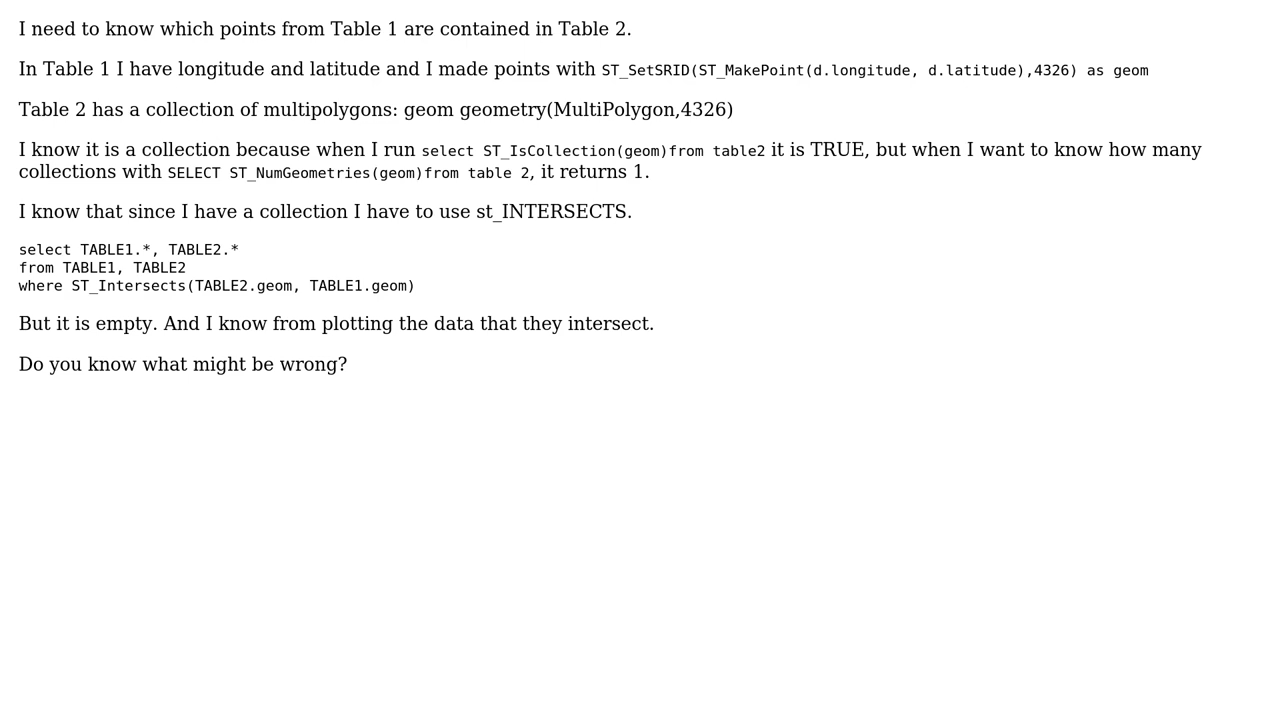 I need to know which points from Table 1 are contained in Table 2.
In Table 1 I have longitude and latitude and I made points with ST_SetSRID(ST_MakePoint(d.longitude, d.latitude),4326) as geom
Table 2 has a collection of multipolygons: geom geometry(MultiPolygon,4326)
I know it is a collection because when I run select ST_IsCollection(geom)from table2 it is TRUE, but when I want to know how many
collections with SELECT ST_NumGeometries(geom)from table 2, it returns 1.
I know that since I have a collection I have to use st_INTERSECTS.
select TABLE1.*, TABLE2.*
from TABLE1, TABLE2
where ST_Intersects(TABLE2.geom, TABLE1.geom)
But it is empty. And I know from plotting the data that they intersect.
Do you know what might be wrong?